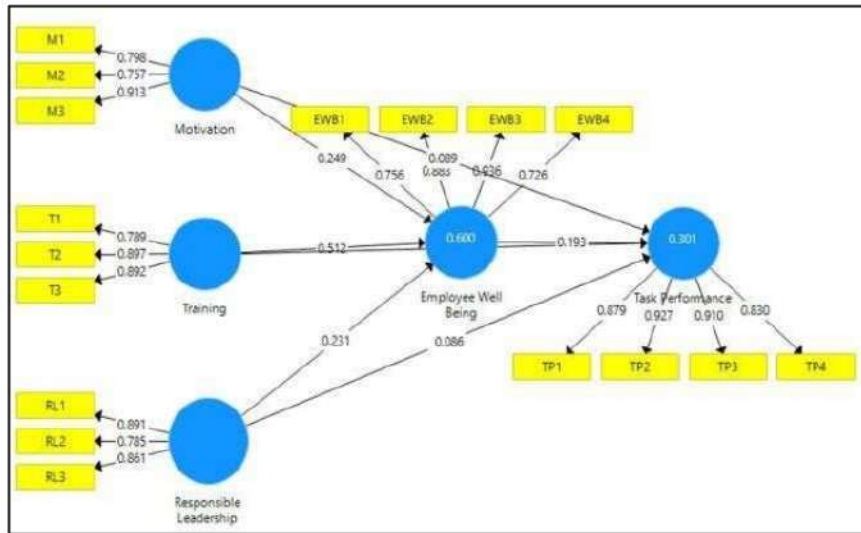 M1
0.798
M2
0.757
M3
0.913
Motivation
EWB1
EWB2
EWB3
EWB4
0.249
0.089
0.756
0.883
0.936
0.726
T1
0.789
T2
0.897
T3
0.892
Training
0.512
0.600
0.193
0.301
Employee Well
Being
Task Performance
0.231
0.086
0.879
0.927
0.910
0.830
TP1
TP2
TP3
TP4
RL1
0.891
RL2
0.785
RL3
0.861
Responsible
Leadership